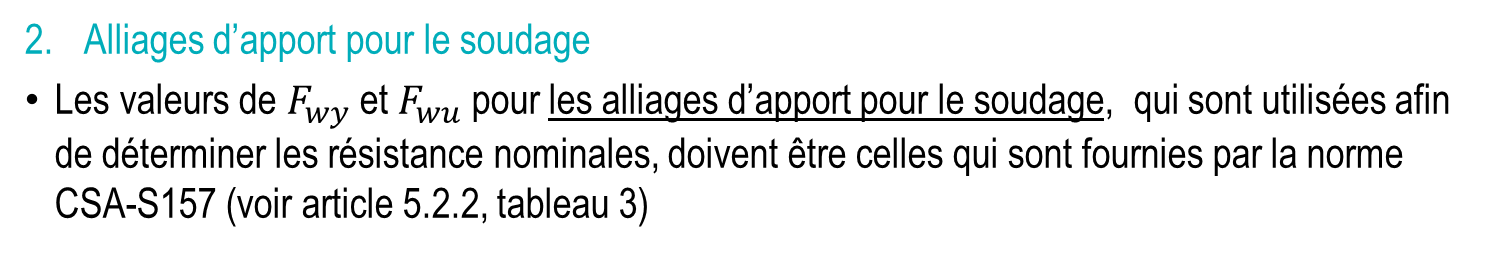 2. Alliages d’apport pour le soudage
• Les valeurs de F_wy et F_wu pour les alliages d’apport pour le soudage, qui sont utilisées afin
de déterminer les résistance nominales, doivent être celles qui sont fournies par la norme
CSA-S157 (voir article 5.2.2, tableau 3)